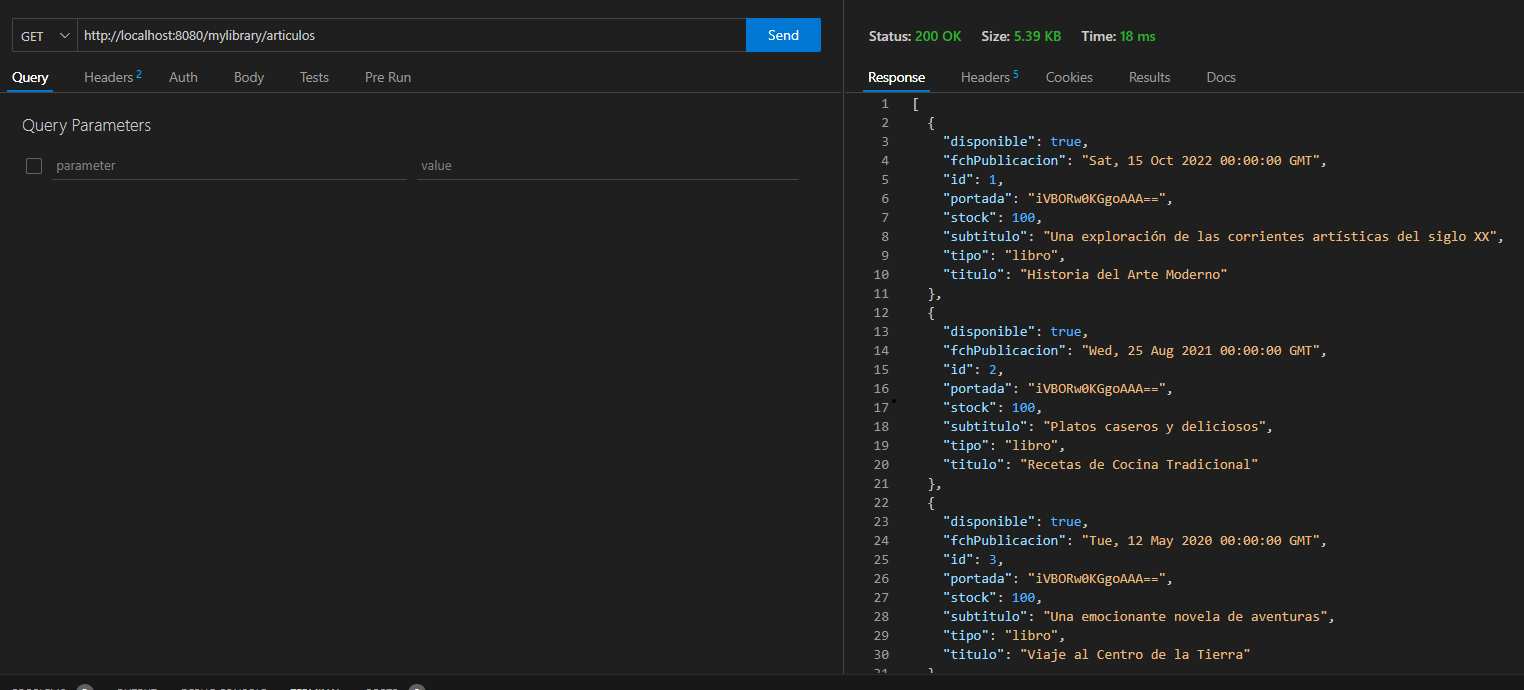 GET http://localhost:8080/mylibrary/articulos Send
Query Headers 2 Auth Body Tests Pre Run
Query Parameters
parameter value
Status: 200 OK Size: 5.39 KB Time: 18 ms
Response Headers 5 Cookies Results Docs
1 [
2 {
3 "disponible": true,
4 "fchPublicacion": "Sat, 15 Oct 2022 00:00:00 GMT",
5 "id": 1,
6 "portada": "iVBORw0KGgoAAA==",
7 "stock": 100,
8 "subtitulo": "Una exploración de las corrientes artísticas del siglo XX",
9 "tipo": "libro",
10 "titulo": "Historia del Arte Moderno"
11 },
12 {
13 "disponible": true,
14 "fchPublicacion": "Wed, 25 Aug 2021 00:00:00 GMT",
15 "id": 2,
16 "portada": "iVBORw0KGgoAAA==",
17 "stock": 100,
18 "subtitulo": "Platos caseros y deliciosos",
19 "tipo": "libro",
20 "titulo": "Recetas de Cocina Tradicional"
21 },
22 {
23 "disponible": true,
24 "fchPublicacion": "Tue, 12 May 2020 00:00:00 GMT",
25 "id": 3,
26 "portada": "iVBORw0KGgoAAA==",
27 "stock": 100,
28 "subtitulo": "Una emocionante novela de aventuras",
29 "tipo": "libro",
30 "titulo": "Viaje al Centro de la Tierra"